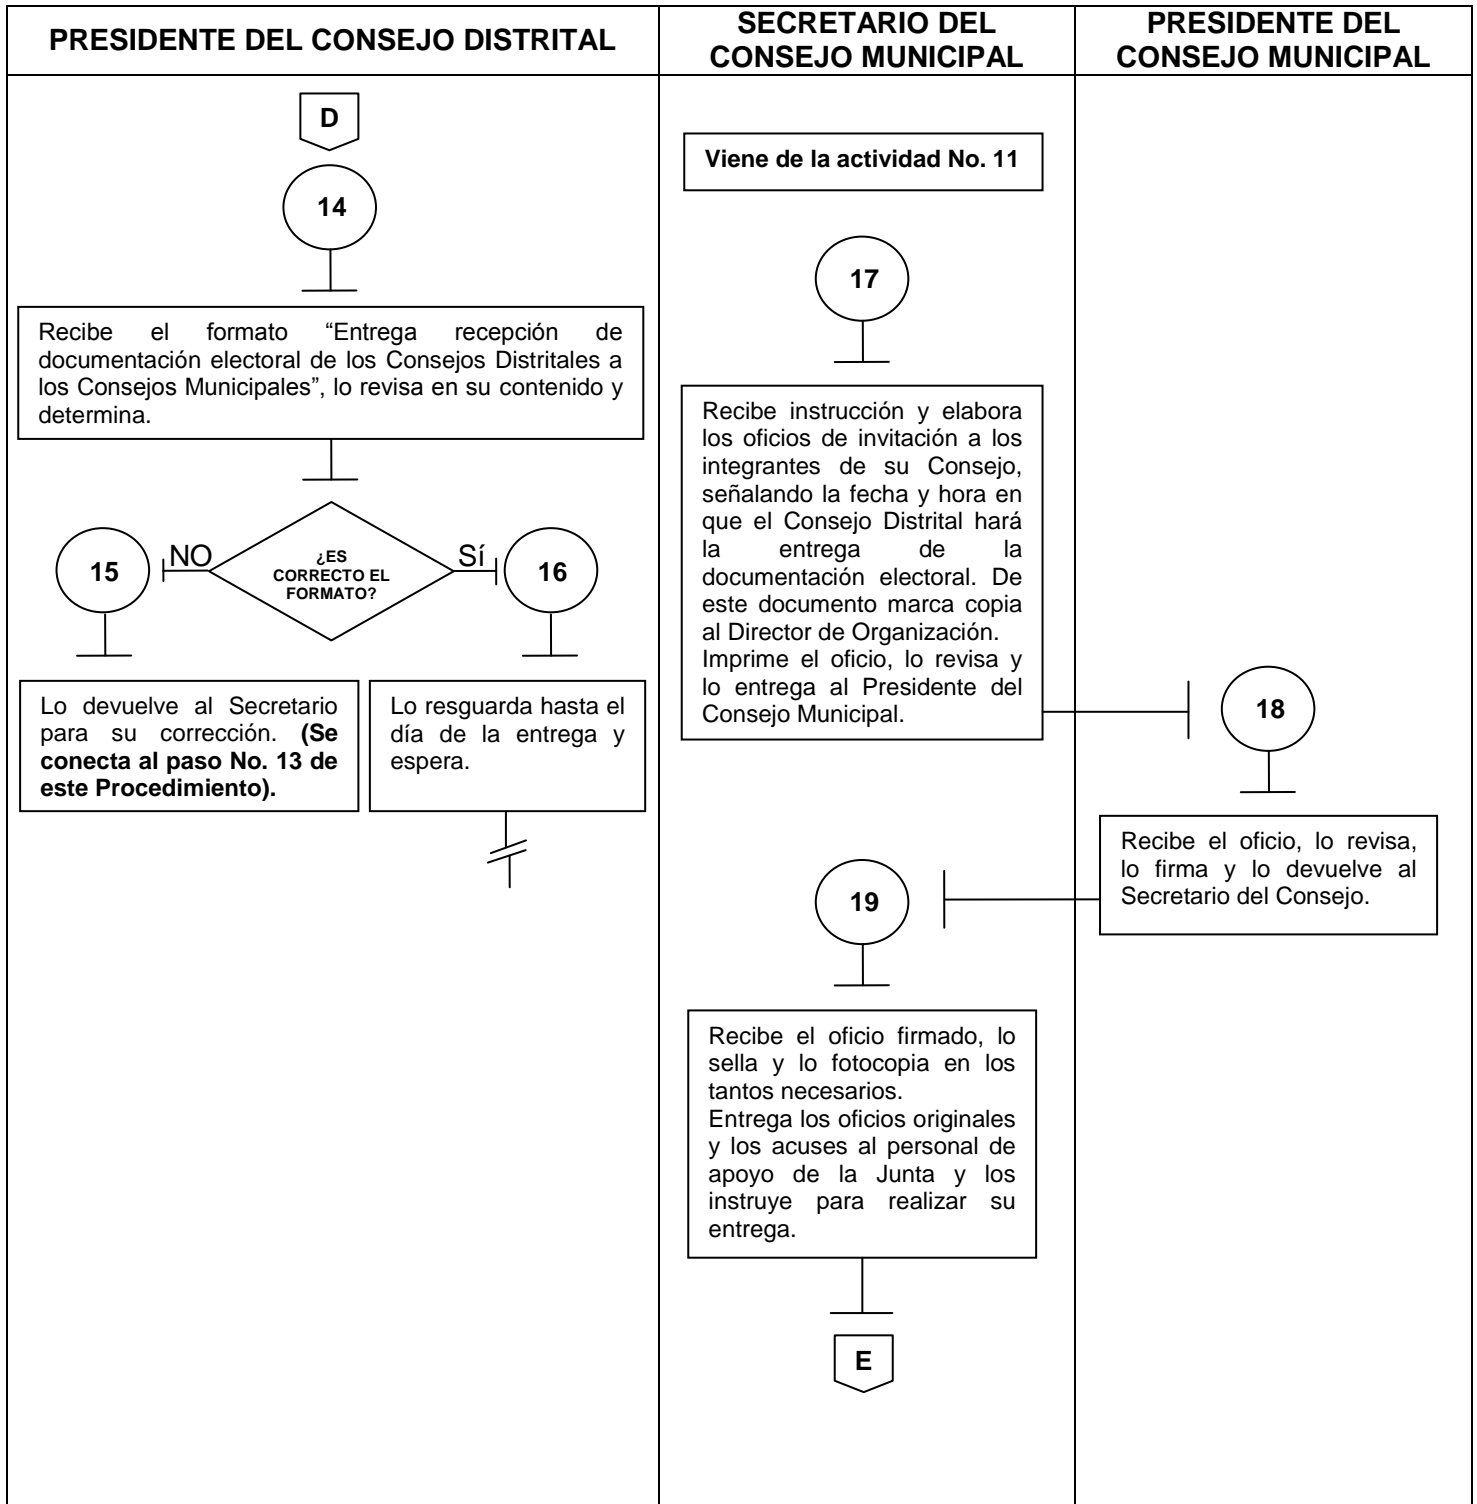 PRESIDENTE DEL CONSEJO DISTRITAL
SECRETARIO DEL
CONSEJO MUNICIPAL
PRESIDENTE DEL
CONSEJO MUNICIPAL
D
14
Recibe el formato “Entrega recepción de
documentación electoral de los Consejos Distritales a
los Consejos Municipales”, lo revisa en su contenido y
determina.
¿ES
CORRECTO EL
FORMATO?
NO
Sí
15
16
Lo devuelve al Secretario
para su corrección. (Se
conecta al paso No. 13 de
este Procedimiento).
Lo resguarda hasta el
día de la entrega y
espera.
Viene de la actividad No. 11
17
Recibe instrucción y elabora
los oficios de invitación a los
integrantes de su Consejo,
señalando la fecha y hora en
que el Consejo Distrital hará
la entrega de la
documentación electoral. De
este documento marca copia
al Director de Organización.
Imprime el oficio, lo revisa y
lo entrega al Presidente del
Consejo Municipal.
18
Recibe el oficio, lo revisa,
lo firma y lo devuelve al
Secretario del Consejo.
19
Recibe el oficio firmado, lo
sella y lo fotocopia en los
tantos necesarios.
Entrega los oficios originales
y los acuses al personal de
apoyo de la Junta y los
instruye para realizar su
entrega.
E